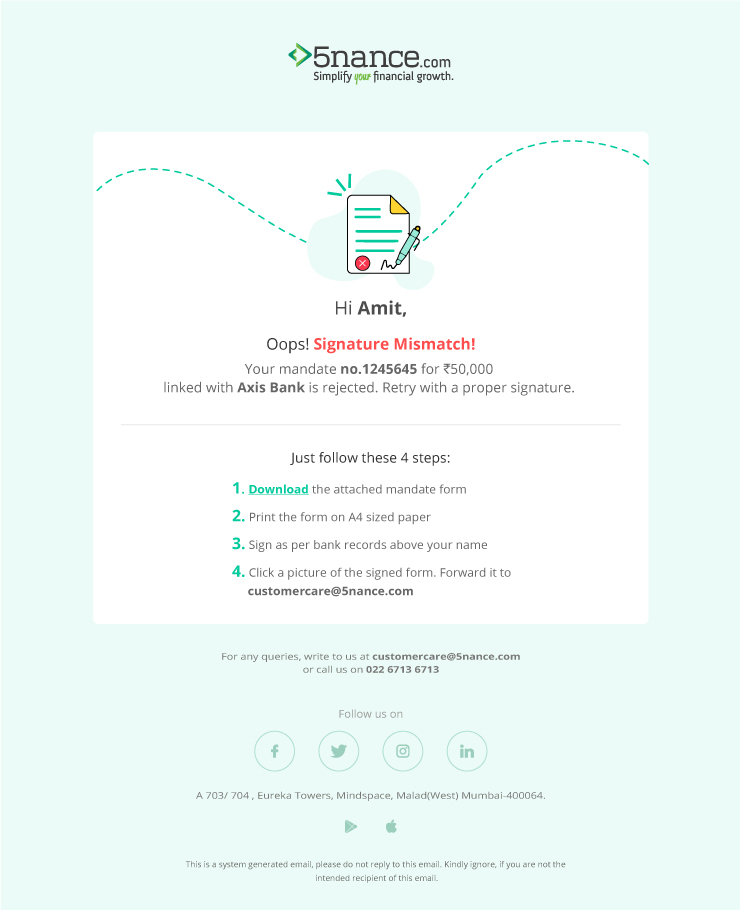 5nance.com
Simplify your financial growth.
Hi Amit,
Oops! Signature Mismatch!
Your mandate no.1245645 for ₹50,000
linked with Axis Bank is rejected. Retry with a proper signature.
Just follow these 4 steps:
1. Download the attached mandate form
2. Print the form on A4 sized paper
3. Sign as per bank records above your name
4. Click a picture of the signed form. Forward it to
customercare@5nance.com
For any queries, write to us at customercare@5nance.com
or call us on 022 6713 6713
Follow us on
A 703/ 704 , Eureka Towers, Mindspace, Malad(West) Mumbai-400064.
This is a system generated email, please do not reply to this email. Kindly ignore, if you are not the
intended recipient of this email.